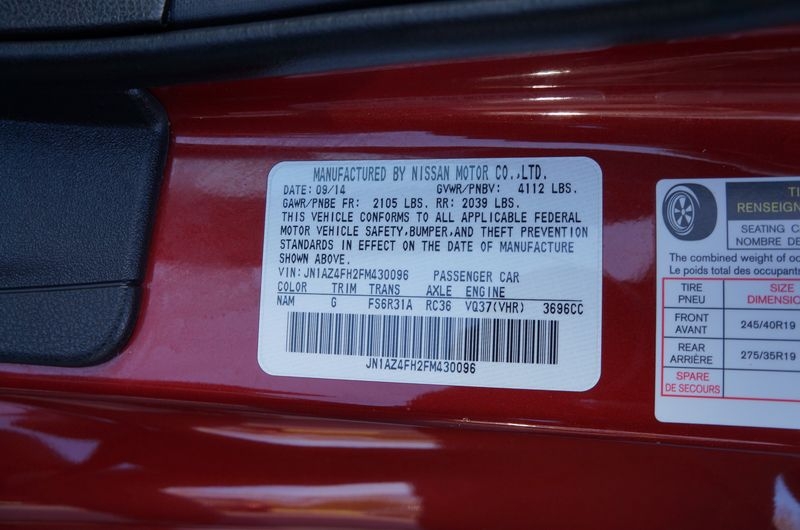 MANUFACTURED BY NISSAN MOTOR CO.,LTD.
DATE: 09/14 GVWR/PNBV: 4112 LBS.
GAWR/PNBE FR: 2105 LBS. RR: 2039 LBS.
THIS VEHICLE CONFORMS TO ALL APPLICABLE FEDERAL
MOTOR VEHICLE SAFETY,BUMPER,AND THEFT PREVENTION
STANDARDS IN EFFECT ON THE DATE OF MANUFACTURE
SHOWN ABOVE.
VIN: JN1AZ4FH2FM430096 PASSENGER CAR
COLOR TRIM TRANS AXLE ENGINE
NAM G FS6R31A RC36 VQ37(VHR) 3696CC
JN1AZ4FH2FM430096
TI
RENSEIGN
SEATING CA
NOMBRE DE
The combined weight of oc
Le poids total des occupants
TIRE SIZE
PNEU DIMENSIO
FRONT
AVANT 245/40R19
REAR
ARRIÈRE 275/35R19
SPARE
DE SECOURS